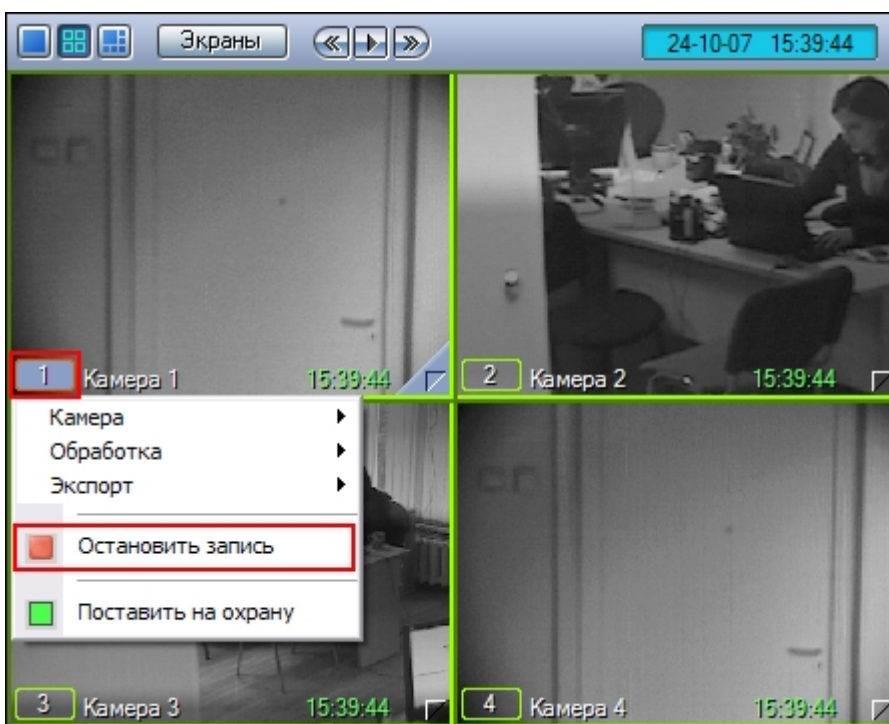 Экраны
24-10-07 15:39:44
1 Камера 1 15:39:44
2 Камера 2 15:39:44
Камера
Обработка
Экспорт
Остановить запись
Поставить на охрану
3 Камера 3 15:39:44
4 Камера 4 15:39:44